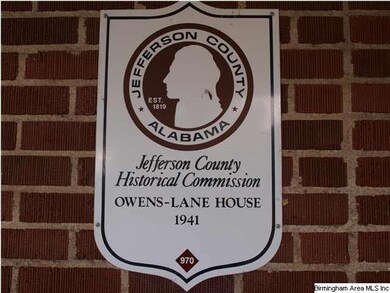 JEFFERSON COUNTY
EST.
1819
ALABAMA
Jefferson County
Historical Commission
OWENS-LANE HOUSE
1941
970
Birmingham Area MLS Inc